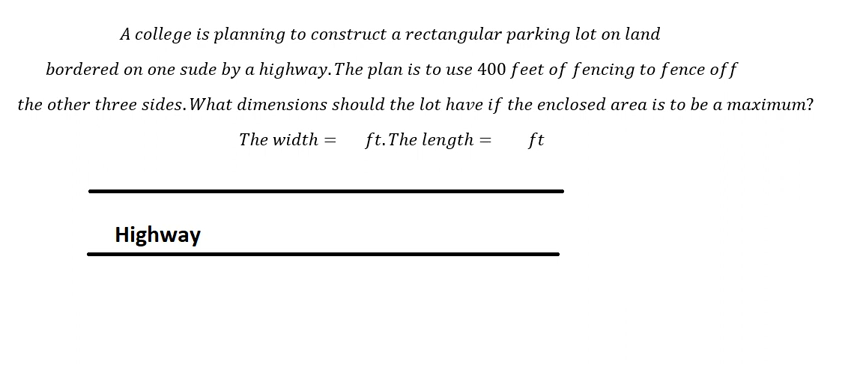 A college is planning to construct a rectangular parking lot on land
bordered on one sude by a highway.The plan is to use 400 feet of fencing to fence off
the other three sides.What dimensions should the lot have if the enclosed area is to be a maximum?
The width = ft.The length = ft
Highway